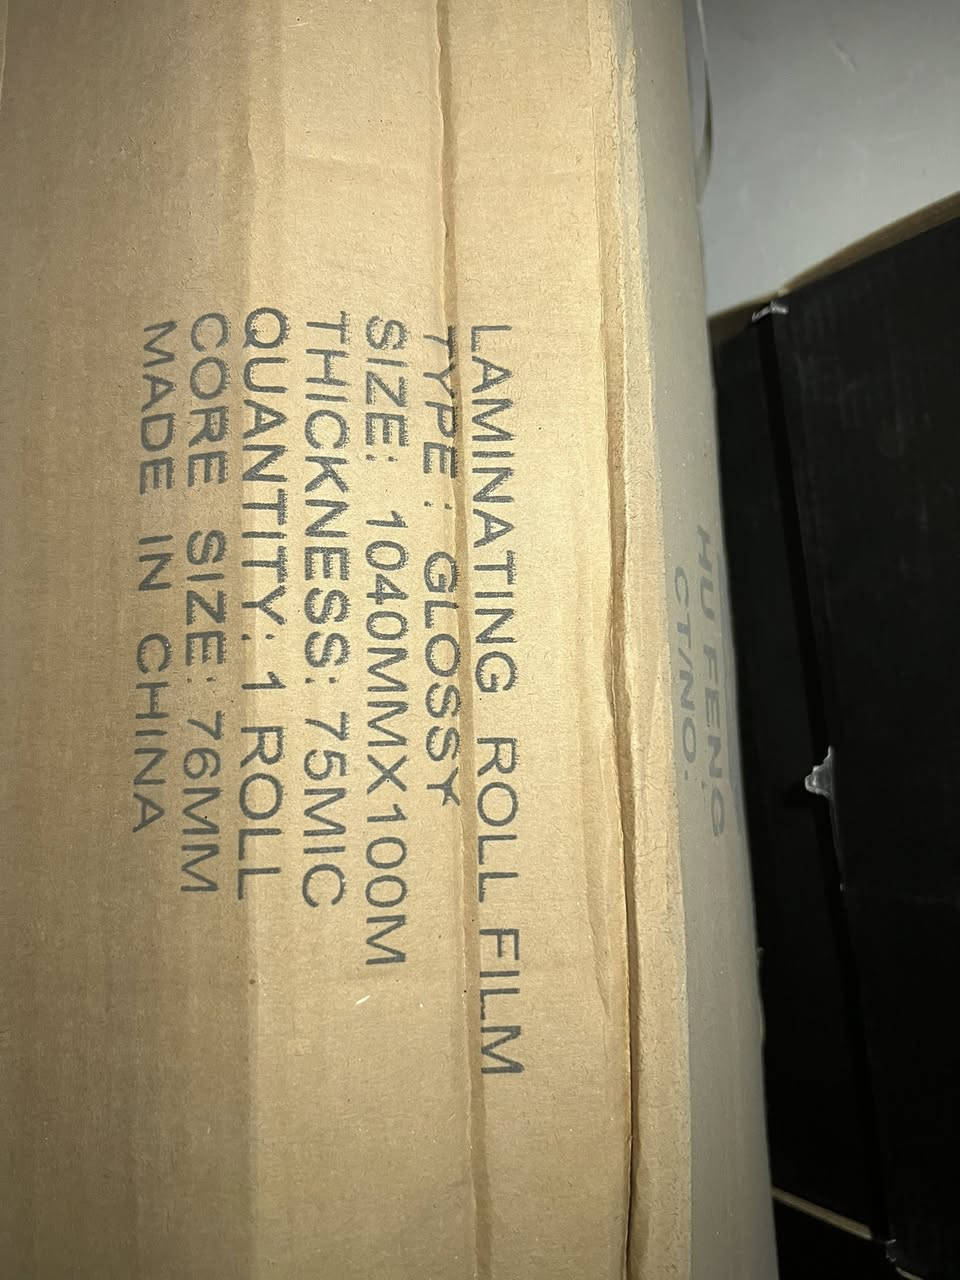 LAMINATING ROLL FILM
TYPE : GLOSSY
SIZE: 1040MMX100M
THICKNESS: 75MIC
QUANTITY: 1 ROLL
CORE SIZE: 76MM
MADE IN CHINA
HU FENG
CT/NO: